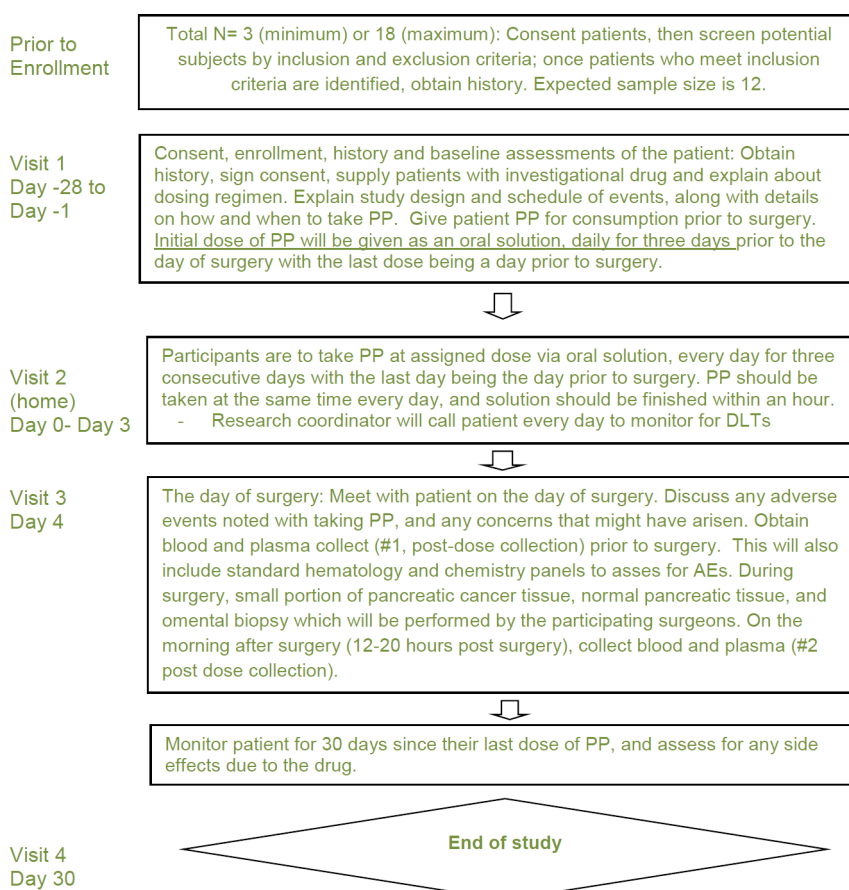 Prior to
Enrollment
Total N= 3 (minimum) or 18 (maximum): Consent patients, then screen potential
subjects by inclusion and exclusion criteria; once patients who meet inclusion
criteria are identified, obtain history. Expected sample size is 12.
Visit 1
Day -28 to
Day -1
Consent, enrollment, history and baseline assessments of the patient: Obtain
history, sign consent, supply patients with investigational drug and explain about
dosing regimen. Explain study design and schedule of events, along with details
on how and when to take PP.  Give patient PP for consumption prior to surgery.
Initial dose of PP will be given as an oral solution, daily for three days prior to the
day of surgery with the last dose being a day prior to surgery.
Visit 2
(home)
Day 0- Day 3
Participants are to take PP at assigned dose via oral solution, every day for three
consecutive days with the last day being the day prior to surgery. PP should be
taken at the same time every day, and solution should be finished within an hour.
- Research coordinator will call patient every day to monitor for DLTs
Visit 3
Day 4
The day of surgery: Meet with patient on the day of surgery. Discuss any adverse
events noted with taking PP, and any concerns that might have arisen. Obtain
blood and plasma collect (#1, post-dose collection) prior to surgery.  This will also
include standard hematology and chemistry panels to asses for AEs. During
surgery, small portion of pancreatic cancer tissue, normal pancreatic tissue, and
omental biopsy which will be performed by the participating surgeons. On the
morning after surgery (12-20 hours post surgery), collect blood and plasma (#2
post dose collection).
Monitor patient for 30 days since their last dose of PP, and assess for any side
effects due to the drug.
End of study
Visit 4
Day 30